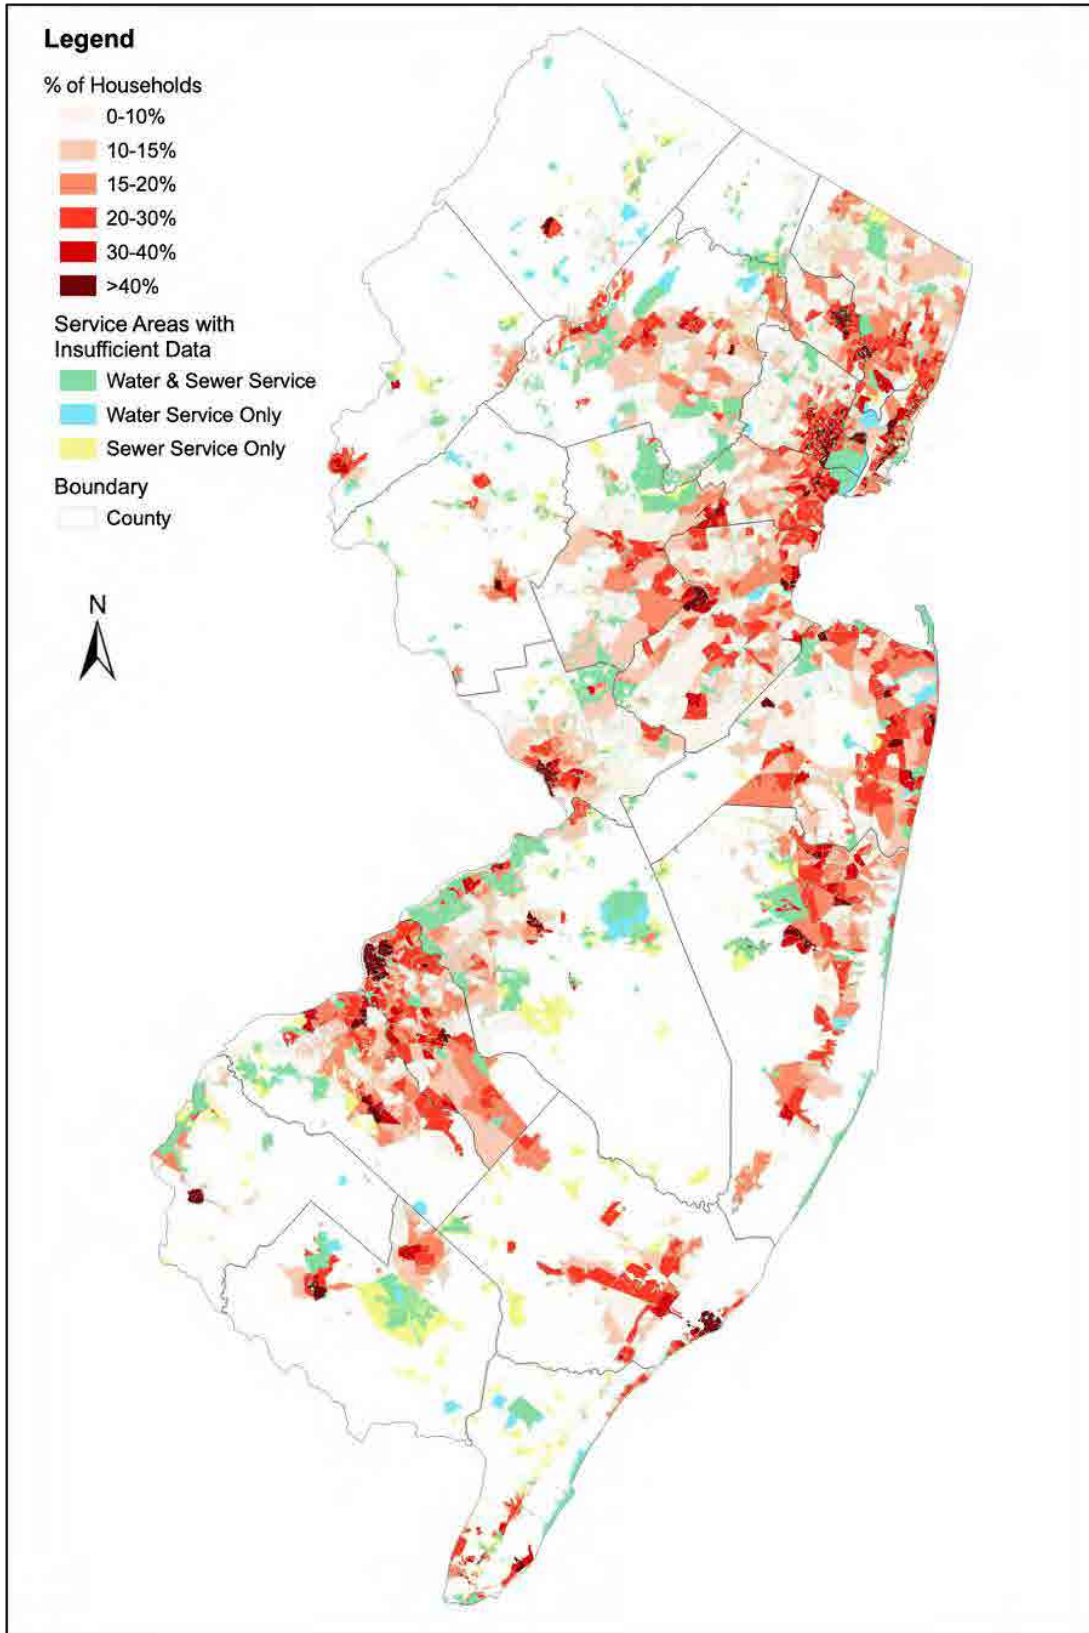 Legend
% of Households
0-10%
10-15%
15-20%
20-30%
30-40%
>40%
Service Areas with
Insufficient Data
Water & Sewer Service
Water Service Only
Sewer Service Only
Boundary
County
N